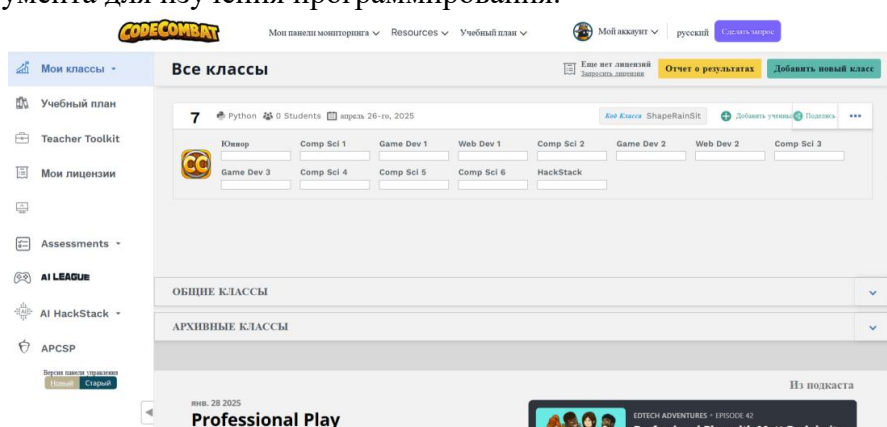 умента для изучения программирования.
CODECOMBAT
Мои панели мониторинга
Resources
Учебный план
Мой аккаунт
русский
Сделать запрос
Мои классы
Учебный план
Teacher Toolkit
Мои лицензии
Assessments
AI LEAGUE
AI HackStack
APCSP
Версия панели управления
Новый Старый
Все классы
Еще нет лицензий
Запросить лицензии
Отчет о результатах
Добавить новый класс
7 Python 0 Students апрель 26-го, 2025
Код Класса ShapeRainSit
Добавить ученика
Поделись
Юниор Comp Sci 1 Game Dev 1 Web Dev 1 Comp Sci 2 Game Dev 2 Web Dev 2 Comp Sci 3
Game Dev 3 Comp Sci 4 Comp Sci 5 Comp Sci 6 HackStack
ОБЩИЕ КЛАССЫ
АРХИВНЫЕ КЛАССЫ
Из подкаста
янв. 28 2025
Professional Play
EDTECH ADVENTURES • EPISODE 42